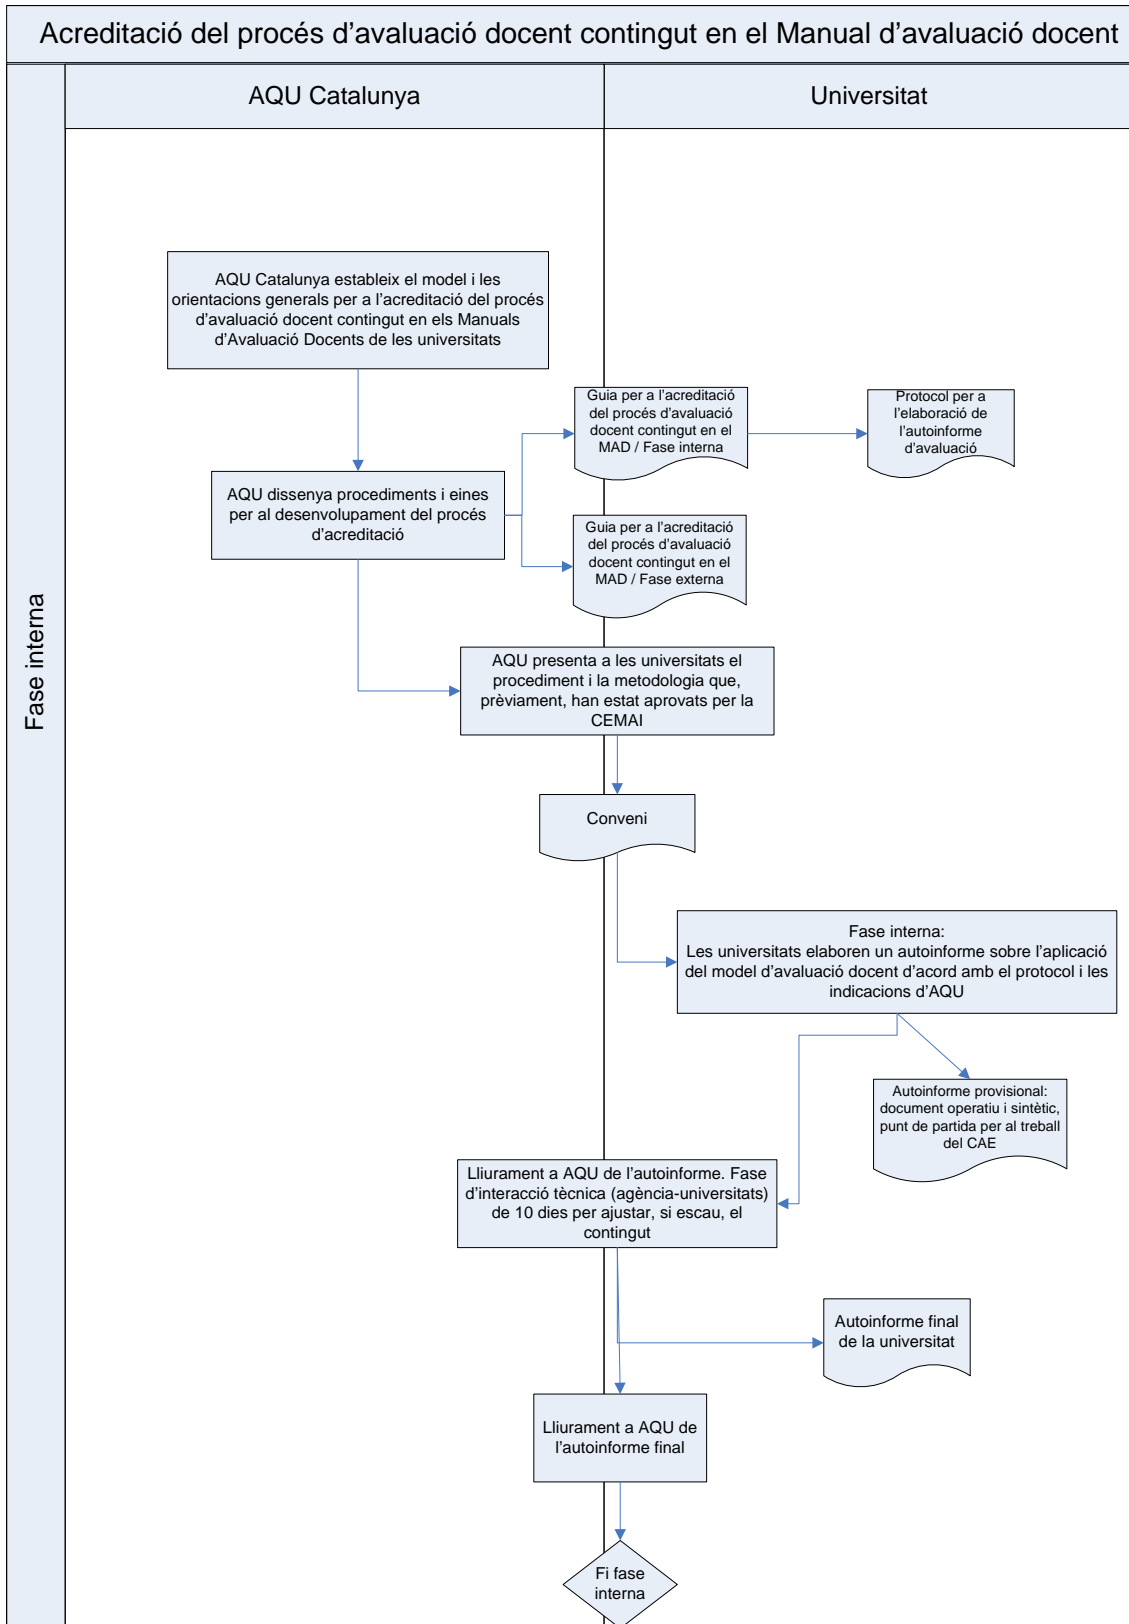 Acreditació del procés d’avaluació docent contingut en el Manual d’avaluació docent
AQU Catalunya
Universitat
Fase interna
AQU Catalunya estableix el model i les
orientacions generals per a l’acreditació del procés
d’avaluació docent contingut en els Manuals
d’Avaluació Docents de les universitats
Guia per a l’acreditació
del procés d’avaluació
docent contingut en el
MAD / Fase interna
Protocol per a
l’elaboració de
l’autoinforme
d’avaluació
AQU dissenya procediments i eines
per al desenvolupament del procés
d’acreditació
Guia per a l’acreditació
del procés d’avaluació
docent contingut en el
MAD / Fase externa
AQU presenta a les universitats el
procediment i la metodologia que,
prèviament, han estat aprovats per la
CEMAI
Conveni
Fase interna:
Les universitats elaboren un autoinforme sobre l’aplicació
del model d’avaluació docent d’acord amb el protocol i les
indicacions d’AQU
Autoinforme provisional:
document operatiu i sintètic,
punt de partida per al treball
del CAE
Lliurament a AQU de l’autoinforme. Fase
d’interacció tècnica (agència-universitats)
de 10 dies per ajustar, si escau, el
contingut
Autoinforme final
de la universitat
Lliurament a AQU de
l’autoinforme final
Fi fase
interna